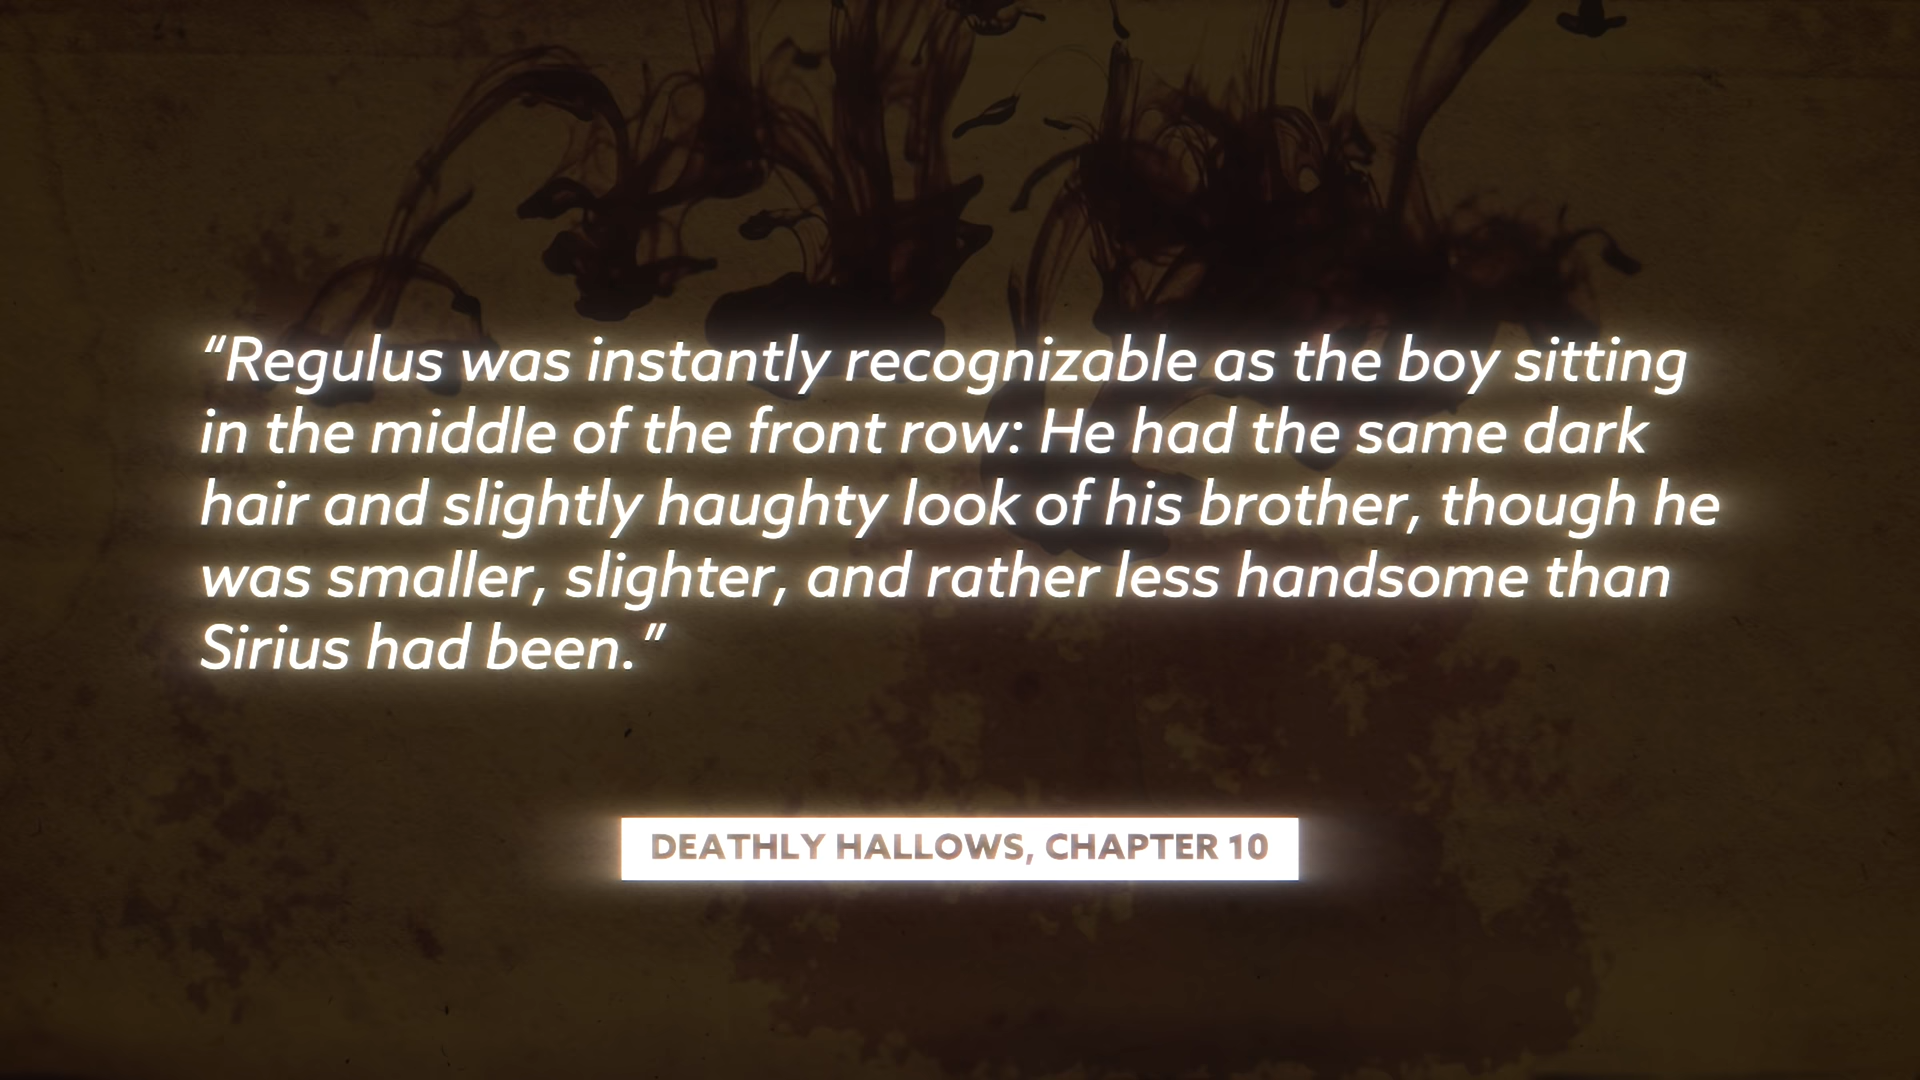 “Regulus was instantly recognizable as the boy sitting
in the middle of the front row: He had the same dark
hair and slightly haughty look of his brother, though he
was smaller, slighter, and rather less handsome than
Sirius had been.”
DEATHLY HALLOWS, CHAPTER 10